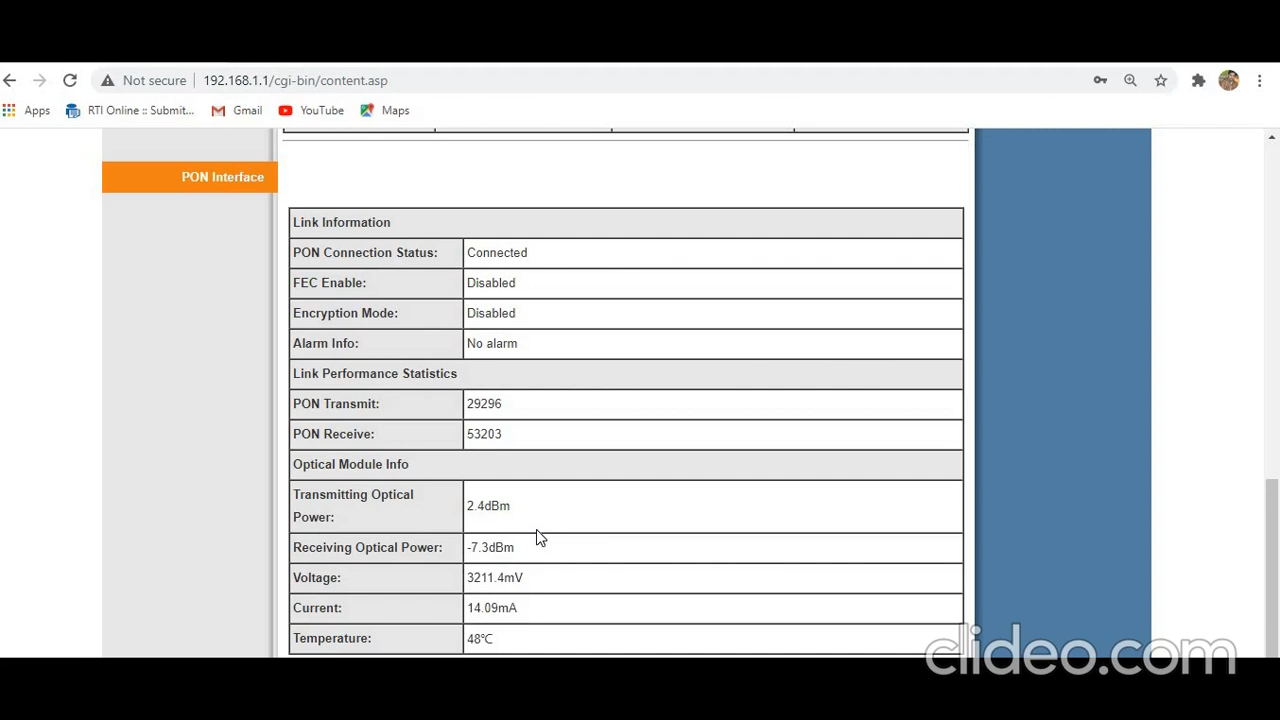 Not secure
192.168.1.1/cgi-bin/content.asp
Apps
RTI Online :: Submit...
Gmail
YouTube
Maps
PON Interface
Link Information
PON Connection Status: Connected
FEC Enable: Disabled
Encryption Mode: Disabled
Alarm Info: No alarm
Link Performance Statistics
PON Transmit: 29296
PON Receive: 53203
Optical Module Info
Transmitting Optical
Power: 2.4dBm
Receiving Optical Power: -7.3dBm
Voltage: 3211.4mV
Current: 14.09mA
Temperature: 48℃
clideo.com